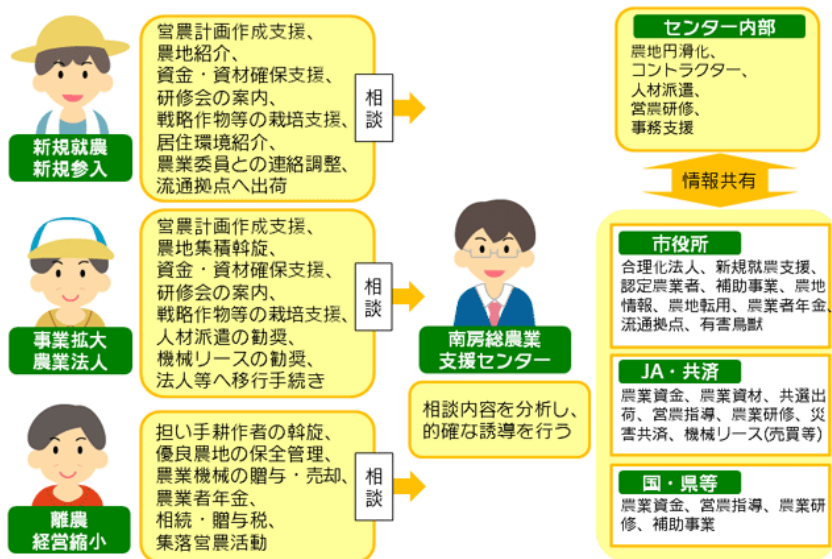 新規就農
新規参入
営農計画作成支援、
農地紹介、
資金・資材確保支援、
研修会の案内、
戦略作物等の栽培支援、
居住環境紹介、
農業委員との連絡調整、
流通拠点へ出荷
相談
事業拡大
農業法人
営農計画作成支援、
農地集積斡旋、
資金・資材確保支援、
研修会の案内、
戦略作物等の栽培支援、
人材派遣の勧奨、
機械リースの勧奨、
法人等へ移行手続き
相談
離農
経営縮小
担い手耕作者の斡旋、
優良農地の保全管理、
農業機械の贈与・売却、
農業者年金、
相続・贈与税、
集落営農活動
相談
南房総農業
支援センター
相談内容を分析し、
的確な誘導を行う
センター内部
農地円滑化、
コントラクター、
人材派遣、
営農研修、
事務支援
情報共有
市役所
合理化法人、新規就農支援、
認定農業者、補助事業、農地
情報、農地転用、農業者年金、
流通拠点、有害鳥獣
JA・共済
農業資金、農業資材、共選出
荷、営農指導、農業研修、災
害共済、機械リース(売買等)
国・県等
農業資金、営農指導、農業研
修、補助事業